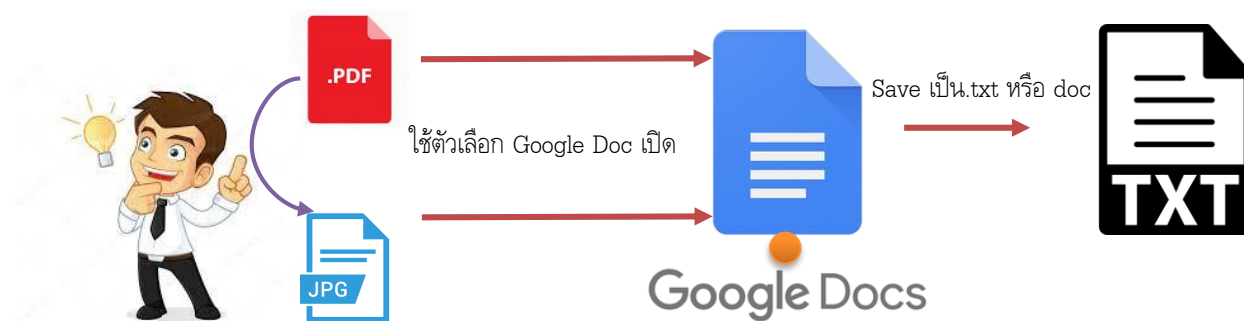 .PDF
ใช้ตัวเลือก Google Doc เปิด
JPG
Google Docs
Save เป็น.txt หรือ doc
TXT